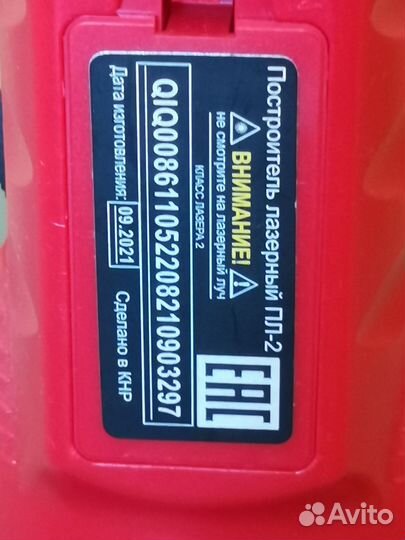 Построитель лазерный ПЛ-2
ВНИМАНИЕ!
не смотрите на лазерный луч
КЛАСС ЛАЗЕРА 2
EAC
QIQ008611052208210903297
Дата изготовления: 09.2021 Сделано в КНР
Avito